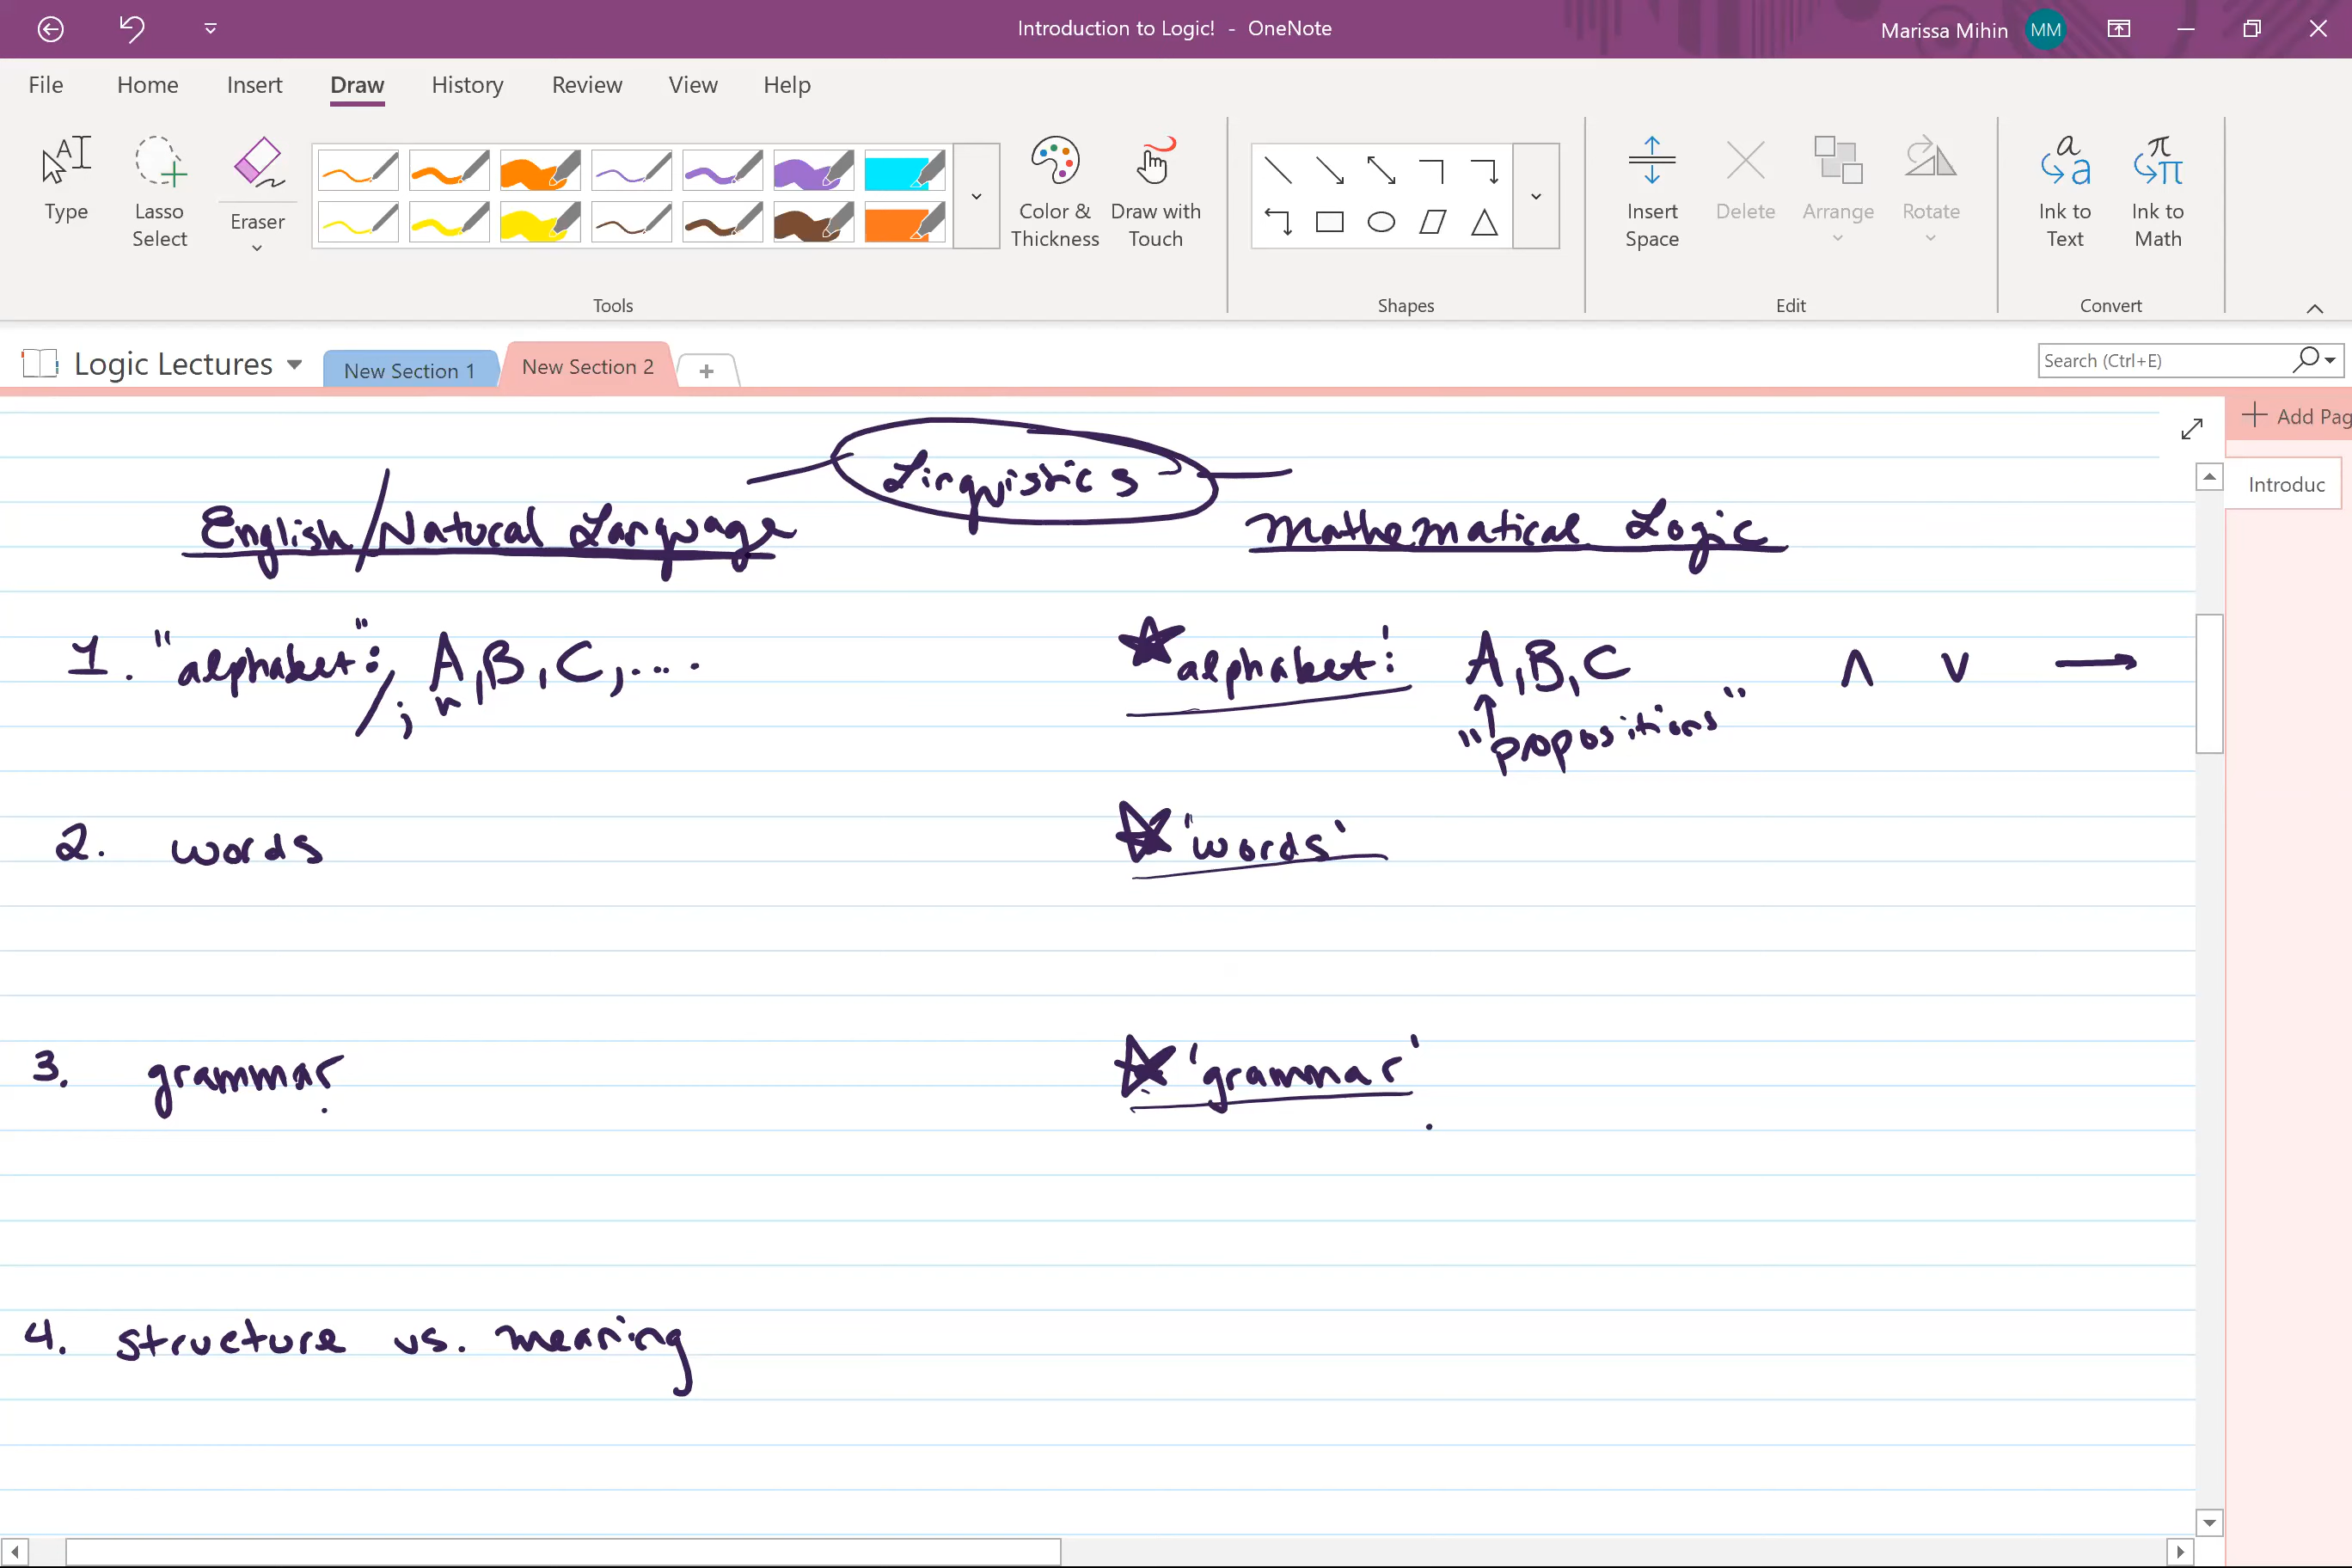 Introduction to Logic! - OneNote
Marissa Mihin MM
File Home Insert Draw History Review View Help
Type
Lasso Select
Eraser
Color & Thickness
Draw with Touch
Insert Space
Delete
Arrange
Rotate
Ink to Text
Ink to Math
Tools Shapes Edit Convert
Logic Lectures New Section 1 New Section 2 +
Search (Ctrl+E)
Add Pag
Introduc
Linguistics
English/Natural Language Mathematical Logic
1. "alphabet": A, B, C, .... alphabet: A, B, C ∧ ∨ →
"propositions"
2. words 'words'
3. grammar 'grammar'
4. structure vs. meaning